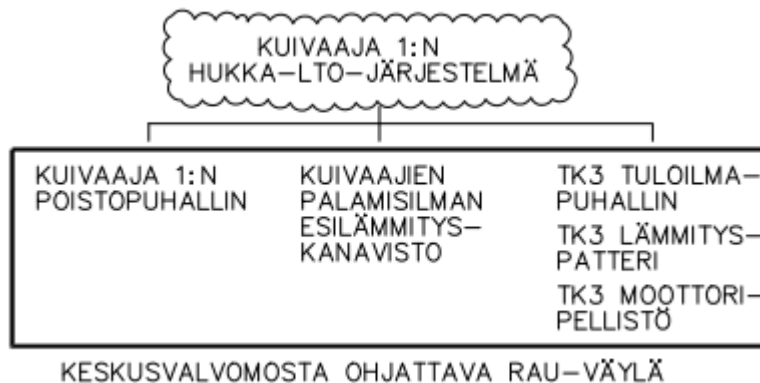 KUIVAAJA 1:N
HUKKA-LTO-JÄRJESTELMÄ
KUIVAAJA 1:N
POISTOPUHALLIN
KUIVAAJIEN
PALAMISILMAN
ESILÄMMITYS-
KANAVISTO
TK3 TULOILMA-
PUHALLIN
TK3 LÄMMITYS-
PATTERI
TK3 MOOTTORI-
PELLISTÖ
KESKUSVALVOMOSTA OHJATTAVA RAU-VÄYLÄ